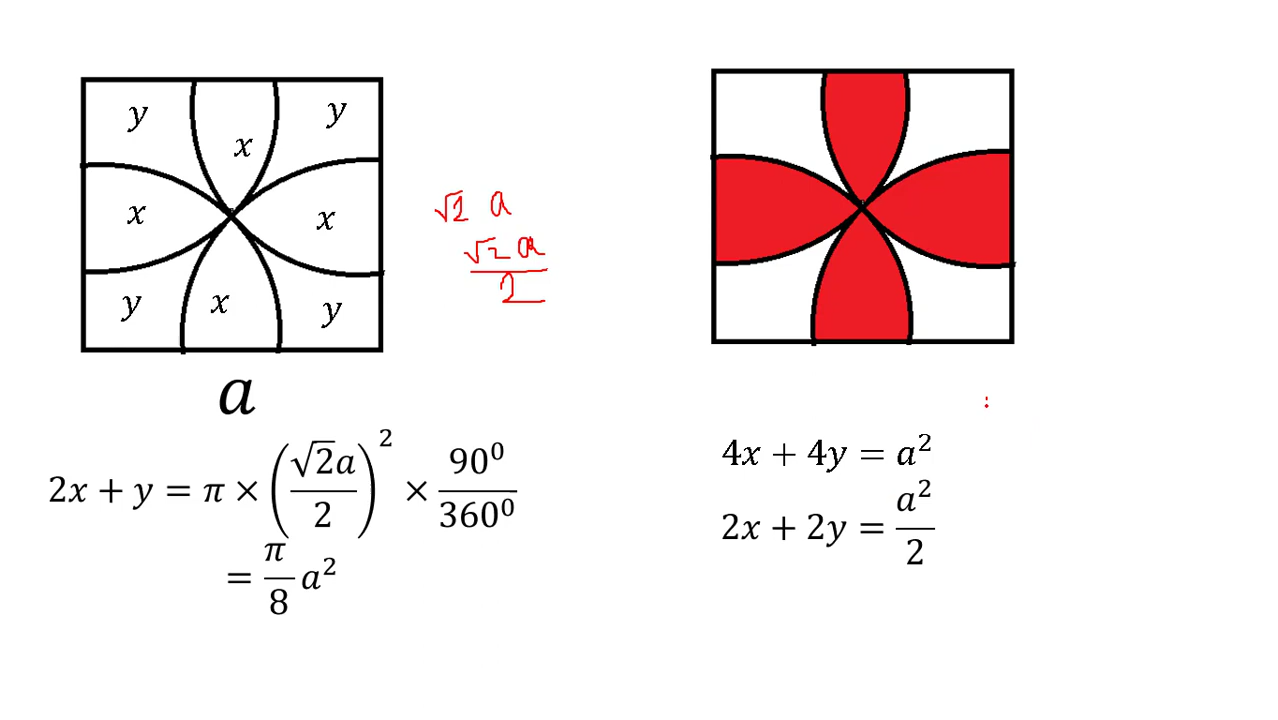 y x y
x x
y x y
√2 a
√2 a / 2
a
2x + y = π × (√2a / 2)² × 90⁰ / 360⁰
= π/8 a²
4x + 4y = a²
2x + 2y = a² / 2